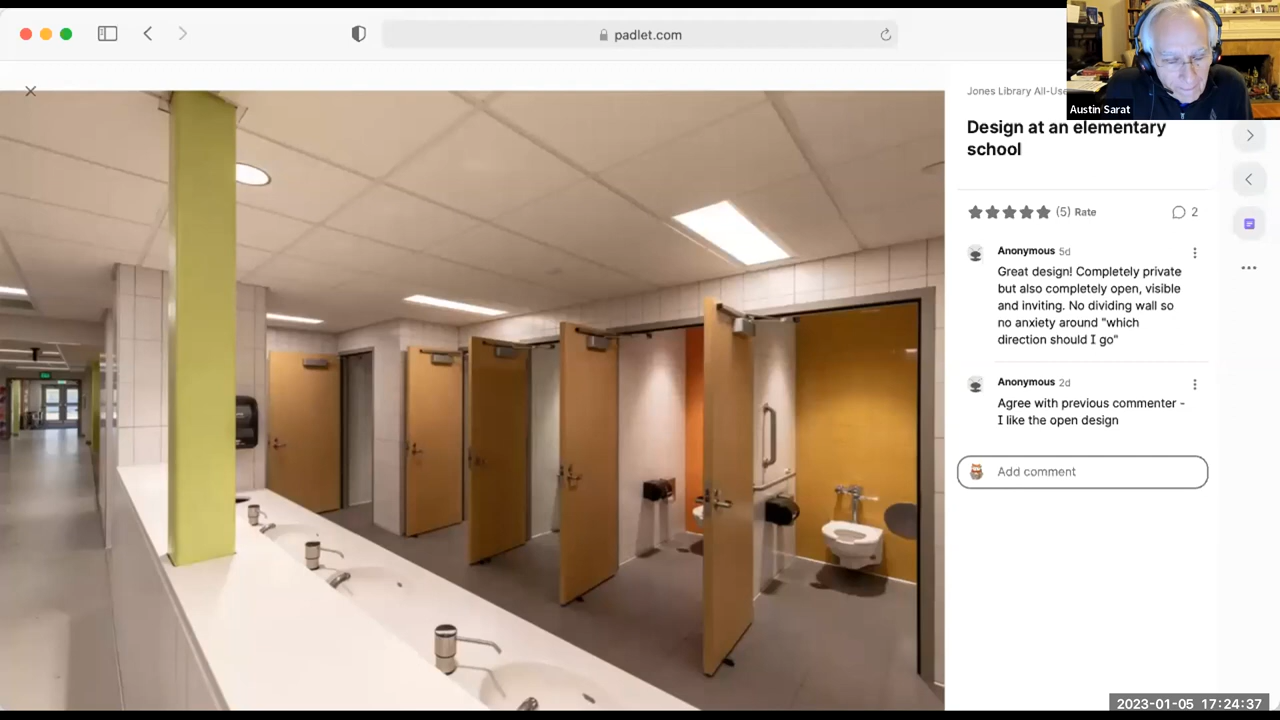 padlet.com
Austin Sarat
Jones Library All-Use
Design at an elementary
school
(5) Rate
2
Anonymous 5d
Great design! Completely private
but also completely open, visible
and inviting. No dividing wall so
no anxiety around "which
direction should I go"
Anonymous 2d
Agree with previous commenter -
I like the open design
Add comment
2023-01-05 17:24:37